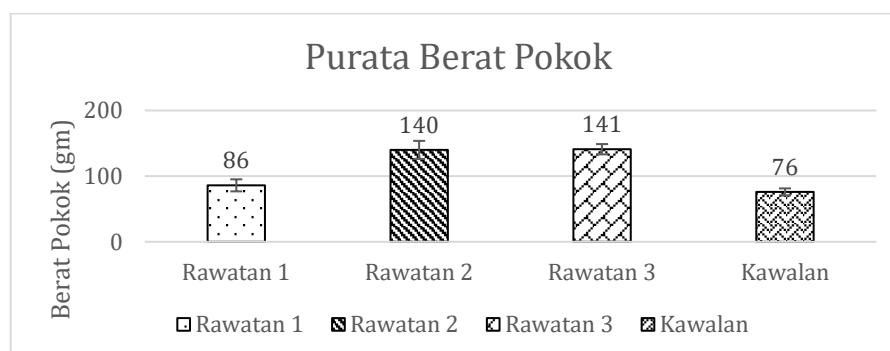 Purata Berat Pokok
Berat Pokok (gm)
200
100
0
86
140
141
76
Rawatan 1 Rawatan 2 Rawatan 3 Kawalan
Rawatan 1 Rawatan 2 Rawatan 3 Kawalan